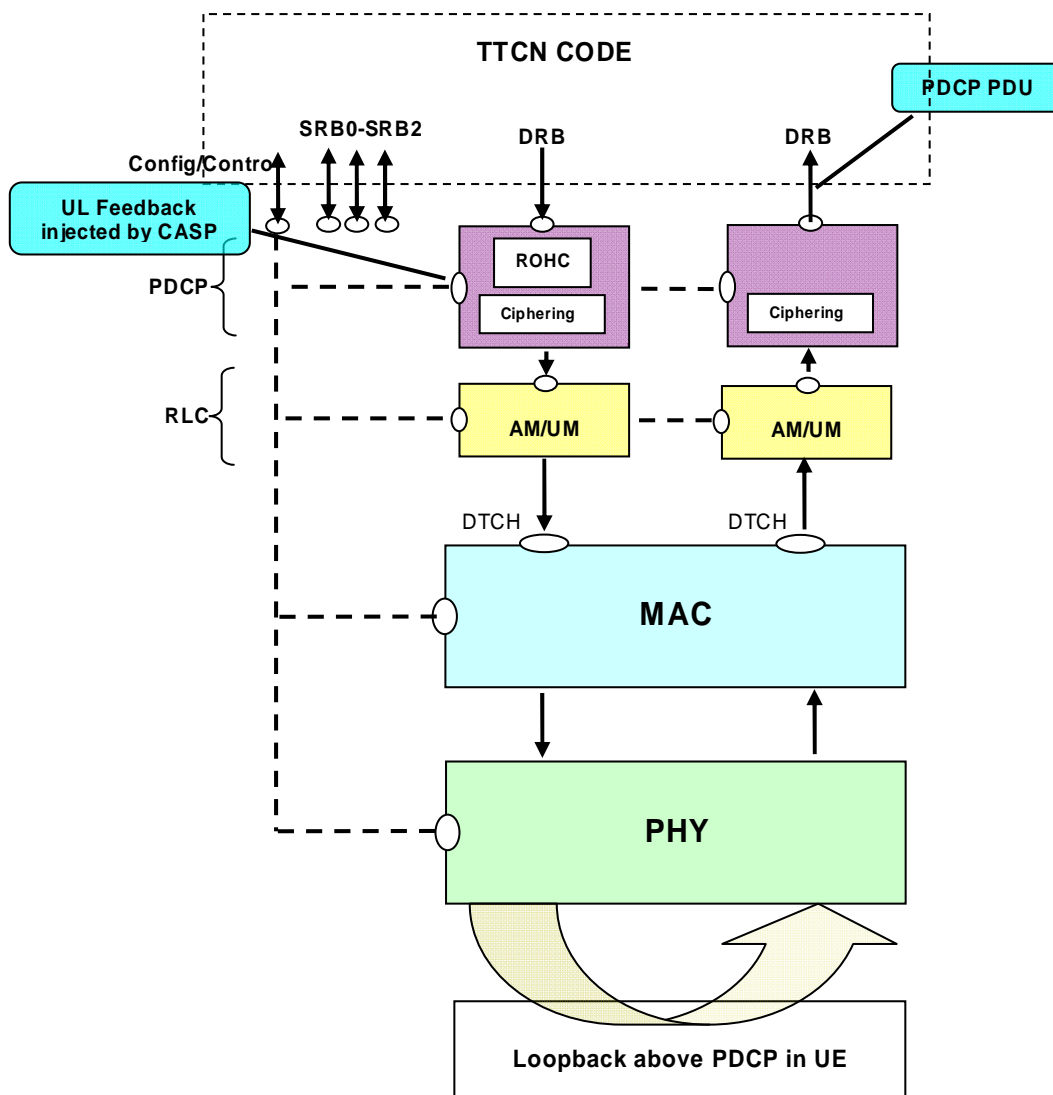 TTCN CODE
PDCP PDU
SRB0-SRB2
DRB
DRB
Config/Contro
UL Feedback
injected by CASP
ROHC
PDCP
Ciphering
Ciphering
RLC
AM/UM
AM/UM
DTCH
DTCH
MAC
PHY
Loopback above PDCP in UE